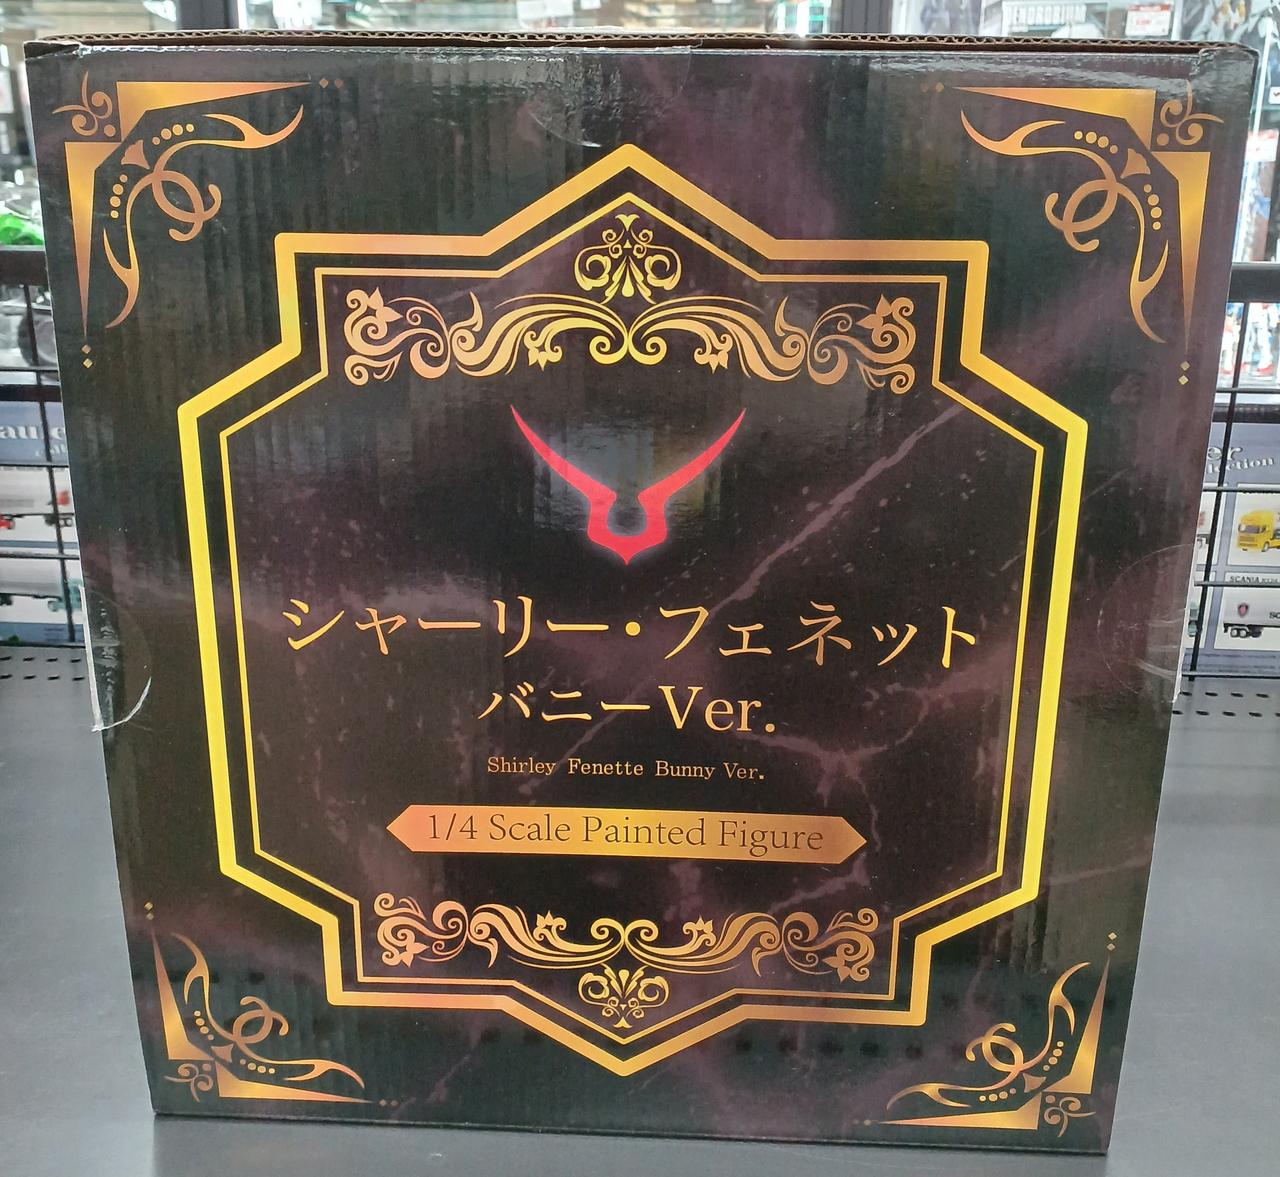 PENDROBIUM
シャーリー・フェネット
バニーVer.
Shirley Fenette Bunny Ver.
1/4 Scale Painted Figure
SCANIA